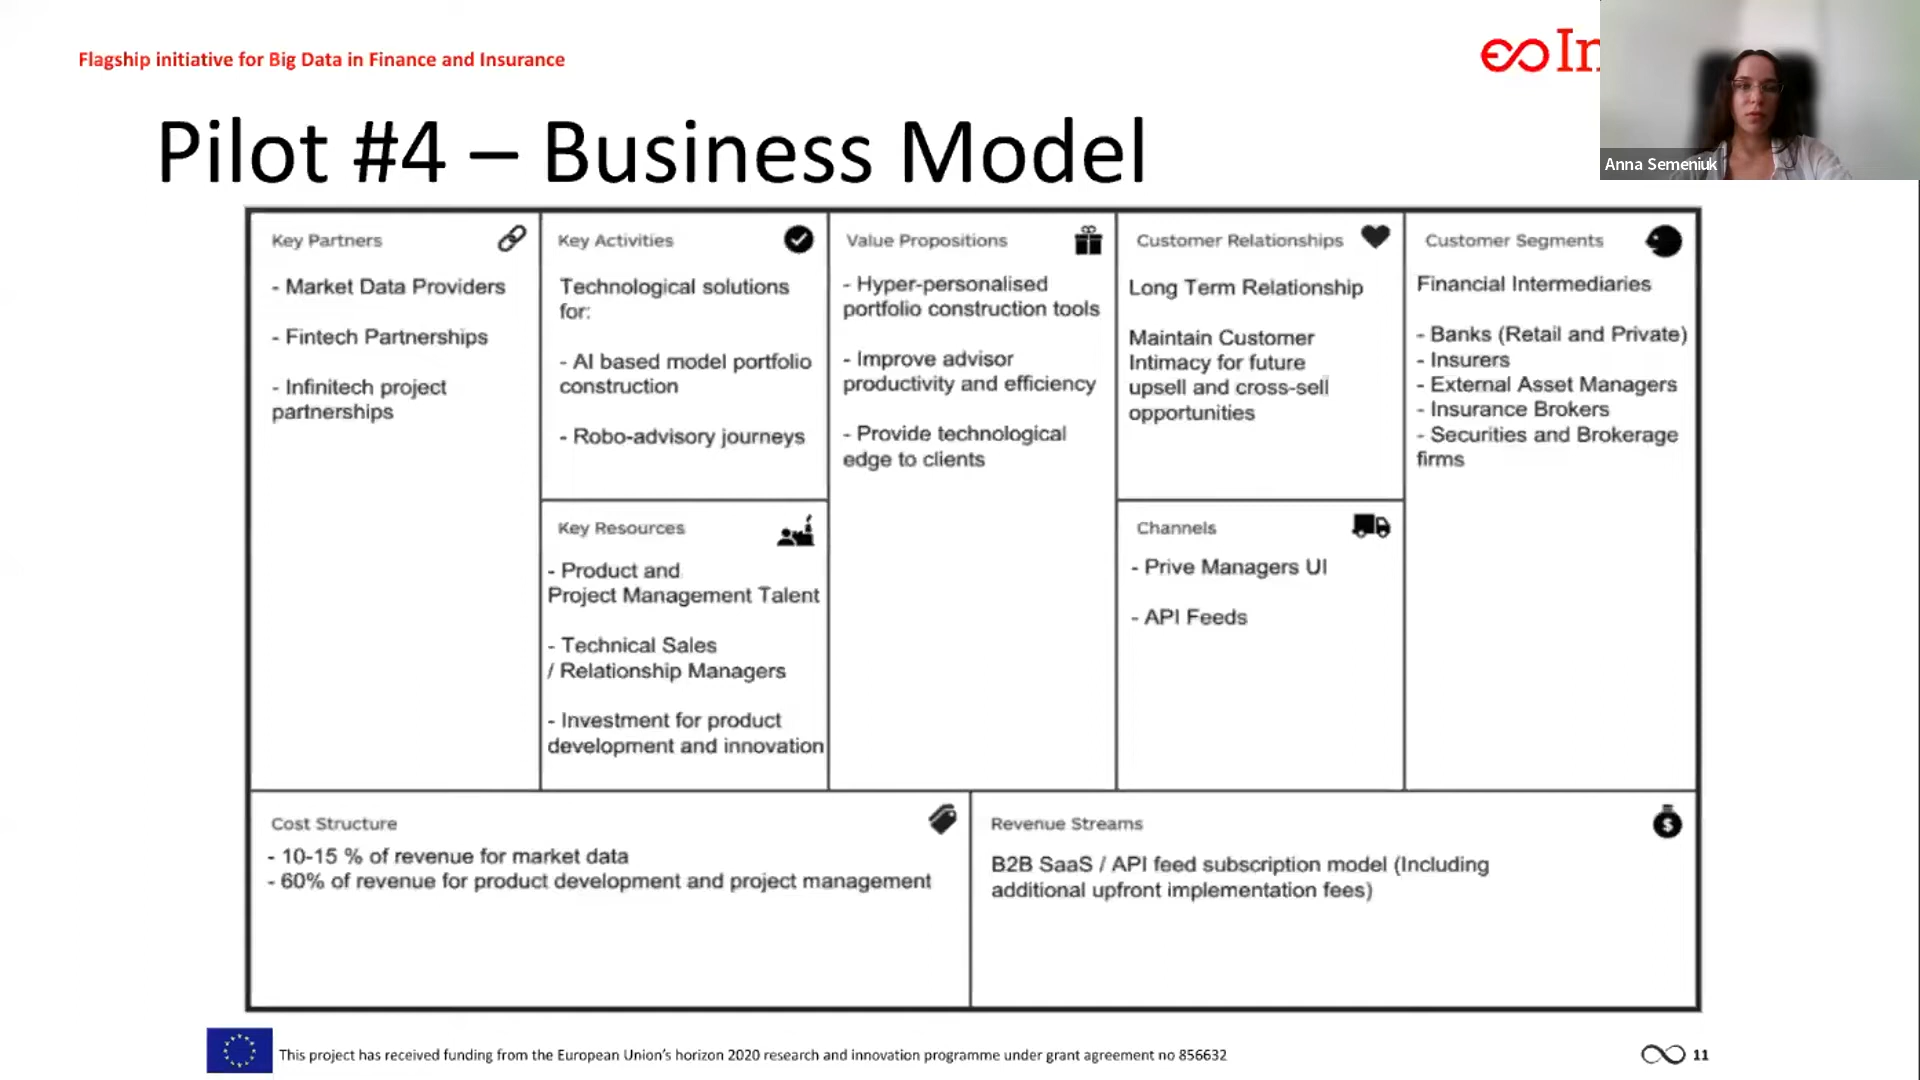 Flagship initiative for Big Data in Finance and Insurance
In
Anna Semeniuk
Pilot #4 – Business Model
Key Partners
- Market Data Providers
- Fintech Partnerships
- Infinitech project
partnerships
Key Activities
Technological solutions
for:
- AI based model portfolio
construction
- Robo-advisory journeys
Key Resources
- Product and
Project Management Talent
- Technical Sales
/ Relationship Managers
- Investment for product
development and innovation
Value Propositions
- Hyper-personalised
portfolio construction tools
- Improve advisor
productivity and efficiency
- Provide technological
edge to clients
Customer Relationships
Long Term Relationship
Maintain Customer
Intimacy for future
upsell and cross-sell
opportunities
Channels
- Prive Managers UI
- API Feeds
Customer Segments
Financial Intermediaries
- Banks (Retail and Private)
- Insurers
- External Asset Managers
- Insurance Brokers
- Securities and Brokerage
firms
Cost Structure
- 10-15 % of revenue for market data
- 60% of revenue for product development and project management
Revenue Streams
B2B SaaS / API feed subscription model (Including
additional upfront implementation fees)
This project has received funding from the European Union's horizon 2020 research and innovation programme under grant agreement no 856632
11